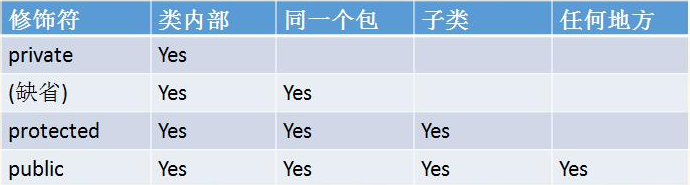 修饰符 类内部 同一个包 子类 任何地方
private Yes
(缺省) Yes Yes
protected Yes Yes Yes
public Yes Yes Yes Yes